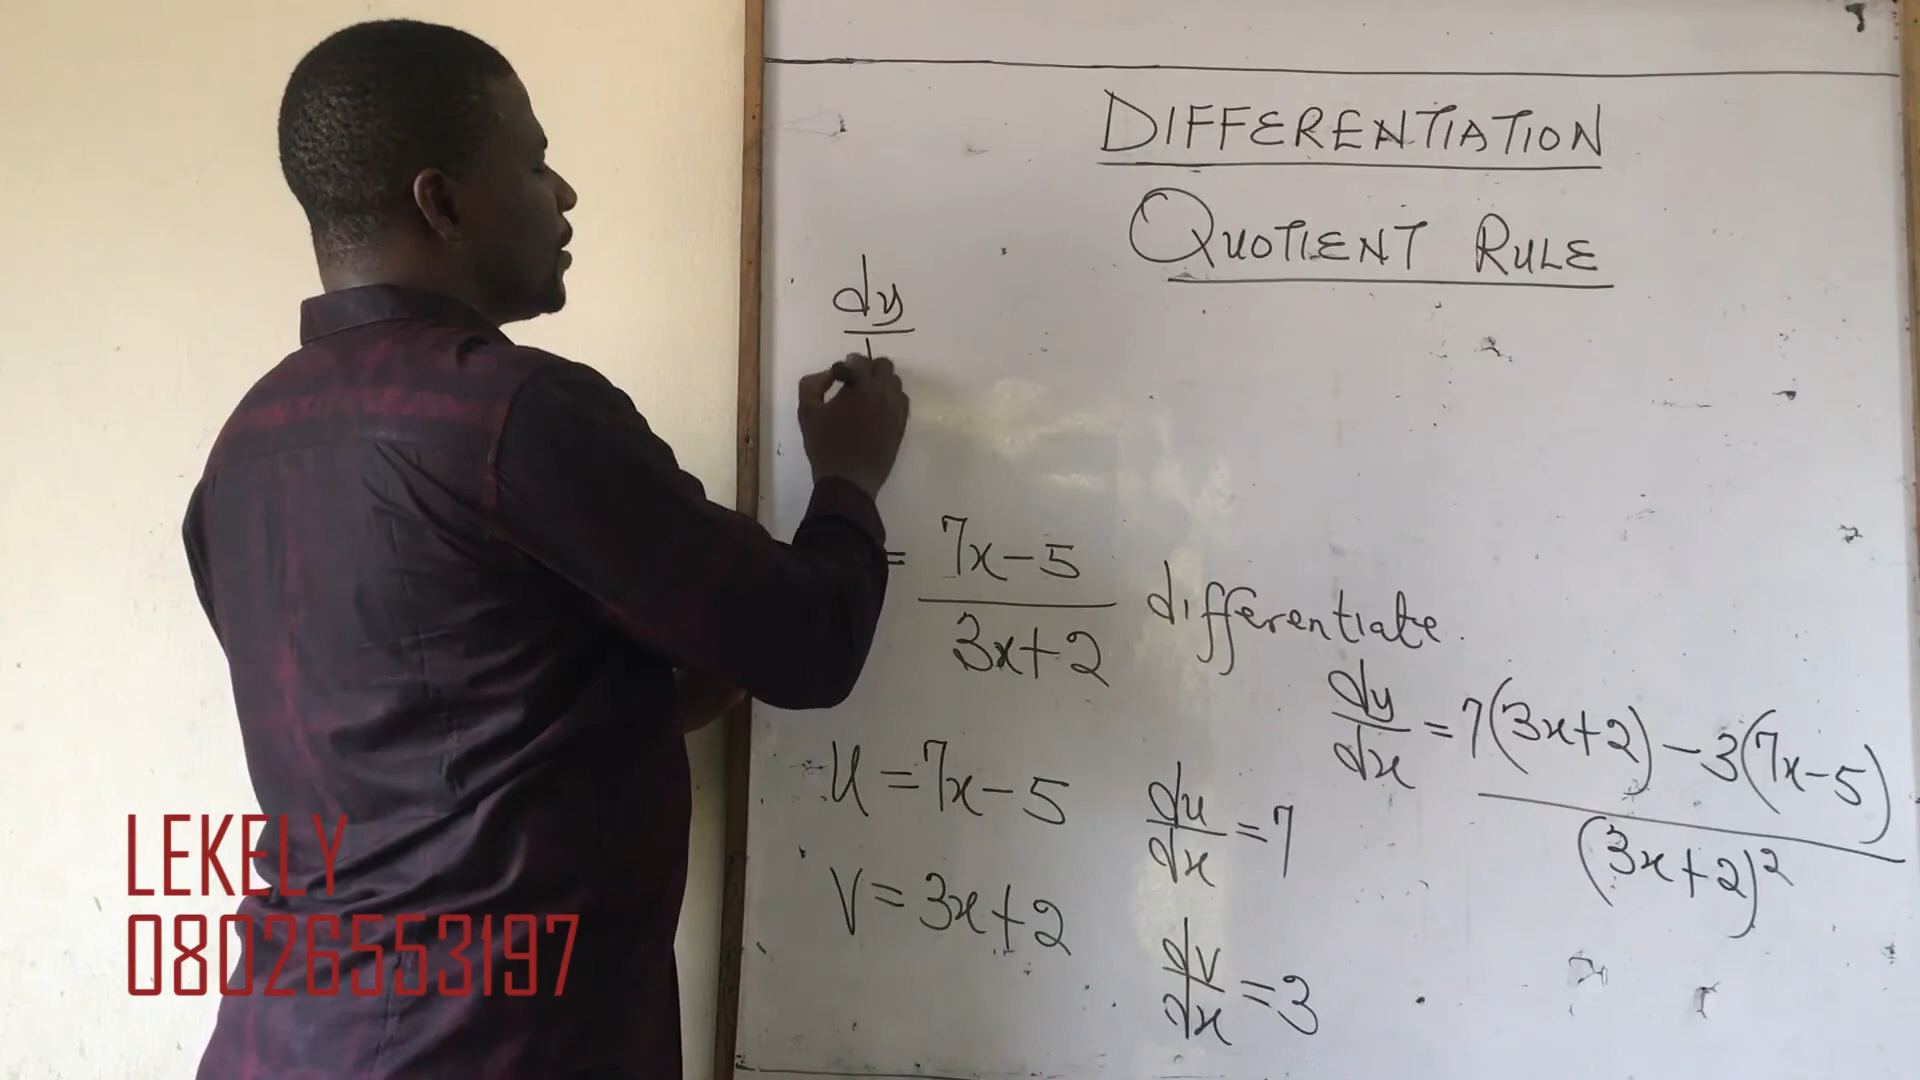 DIFFERENTIATION
QUOTIENT RULE
dy
= 7x-5
3x+2
differentiate.
u = 7x-5
du/dx = 7
v = 3x+2
dv/dx = 3
dy/dx = 7(3x+2) - 3(7x-5)
(3x+2)²
LEKELY
08026553197